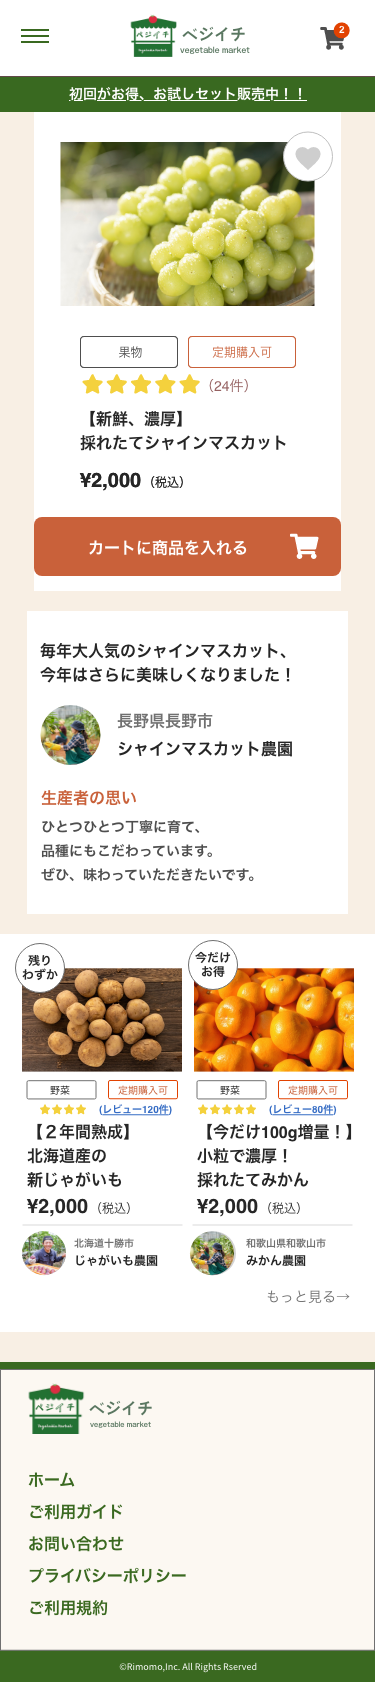 ベジイチ
vegetable market
ベジイチ
vegetable market
2
初回がお得、お試しセット販売中！！
果物
定期購入可
（24件）
【新鮮、濃厚】
採れたてシャインマスカット
¥2,000（税込）
カートに商品を入れる
毎年大人気のシャインマスカット、
今年はさらに美味しくなりました！
長野県長野市
シャインマスカット農園
生産者の思い
ひとつひとつ丁寧に育て、
品種にもこだわっています。
ぜひ、味わっていただきたいです。
残り
わずか
野菜
定期購入可
(レビュー120件)
【２年間熟成】
北海道産の
新じゃがいも
¥2,000（税込）
北海道十勝市
じゃがいも農園
今だけ
お得
野菜
定期購入可
(レビュー80件)
【今だけ100g増量！】
小粒で濃厚！
採れたてみかん
¥2,000（税込）
和歌山県和歌山市
みかん農園
もっと見る→
ベジイチ
Vegetable Market
ベジイチ
vegetable market
ホーム
ご利用ガイド
お問い合わせ
プライバシーポリシー
ご利用規約
©Rimomo,Inc. All Rights Rserved